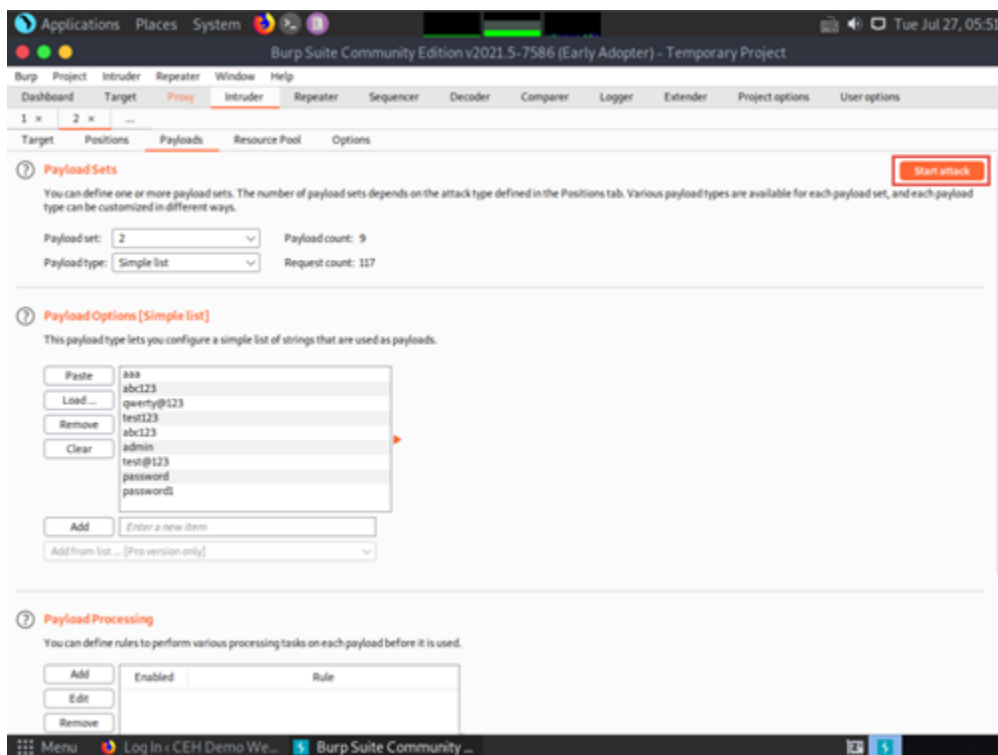 Applications Places System Tue Jul 27, 05:51
Burp Suite Community Edition v2021.5-7586 (Early Adopter) - Temporary Project
Burp Project Intruder Repeater Window Help
Dashboard Target Proxy Intruder Repeater Sequencer Decoder Comparer Logger Extender Project options User options
1 × 2 × ...
Target Positions Payloads Resource Pool Options
? Payload Sets Start attack
You can define one or more payload sets. The number of payload sets depends on the attack type defined in the Positions tab. Various payload types are available for each payload set, and each payload
type can be customized in different ways.
Payload set: 2 Payload count: 9
Payload type: Simple list Request count: 117
? Payload Options [Simple list]
This payload type lets you configure a simple list of strings that are used as payloads.
Paste aaa
abc123
Load ... qwerty@123
Remove test123
abc123
Clear admin
test@123
password
password1
Add Enter a new item
Add from list ... [Pro version only]
? Payload Processing
You can define rules to perform various processing tasks on each payload before it is used.
Add Enabled Rule
Edit
Remove
Menu Log In ‹ CEH Demo We... Burp Suite Community ...